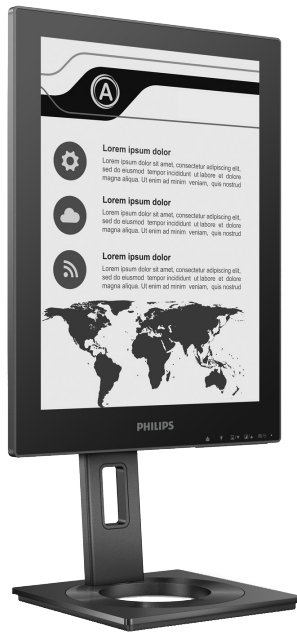 A
Lorem ipsum dolor
Lorem ipsum dolor sit amet, consectetur adipiscing elit,
sed do eiusmod tempor incididunt ut labore et dolore
magna aliqua. Ut enim ad minim veniam, quis nostrud
Lorem ipsum dolor
Lorem ipsum dolor sit amet, consectetur adipiscing elit,
sed do eiusmod tempor incididunt ut labore et dolore
magna aliqua. Ut enim ad minim veniam, quis nostrud
Lorem ipsum dolor
Lorem ipsum dolor sit amet, consectetur adipiscing elit,
sed do eiusmod tempor incididunt ut labore et dolore
magna aliqua. Ut enim ad minim veniam, quis nostrud
PHILIPS